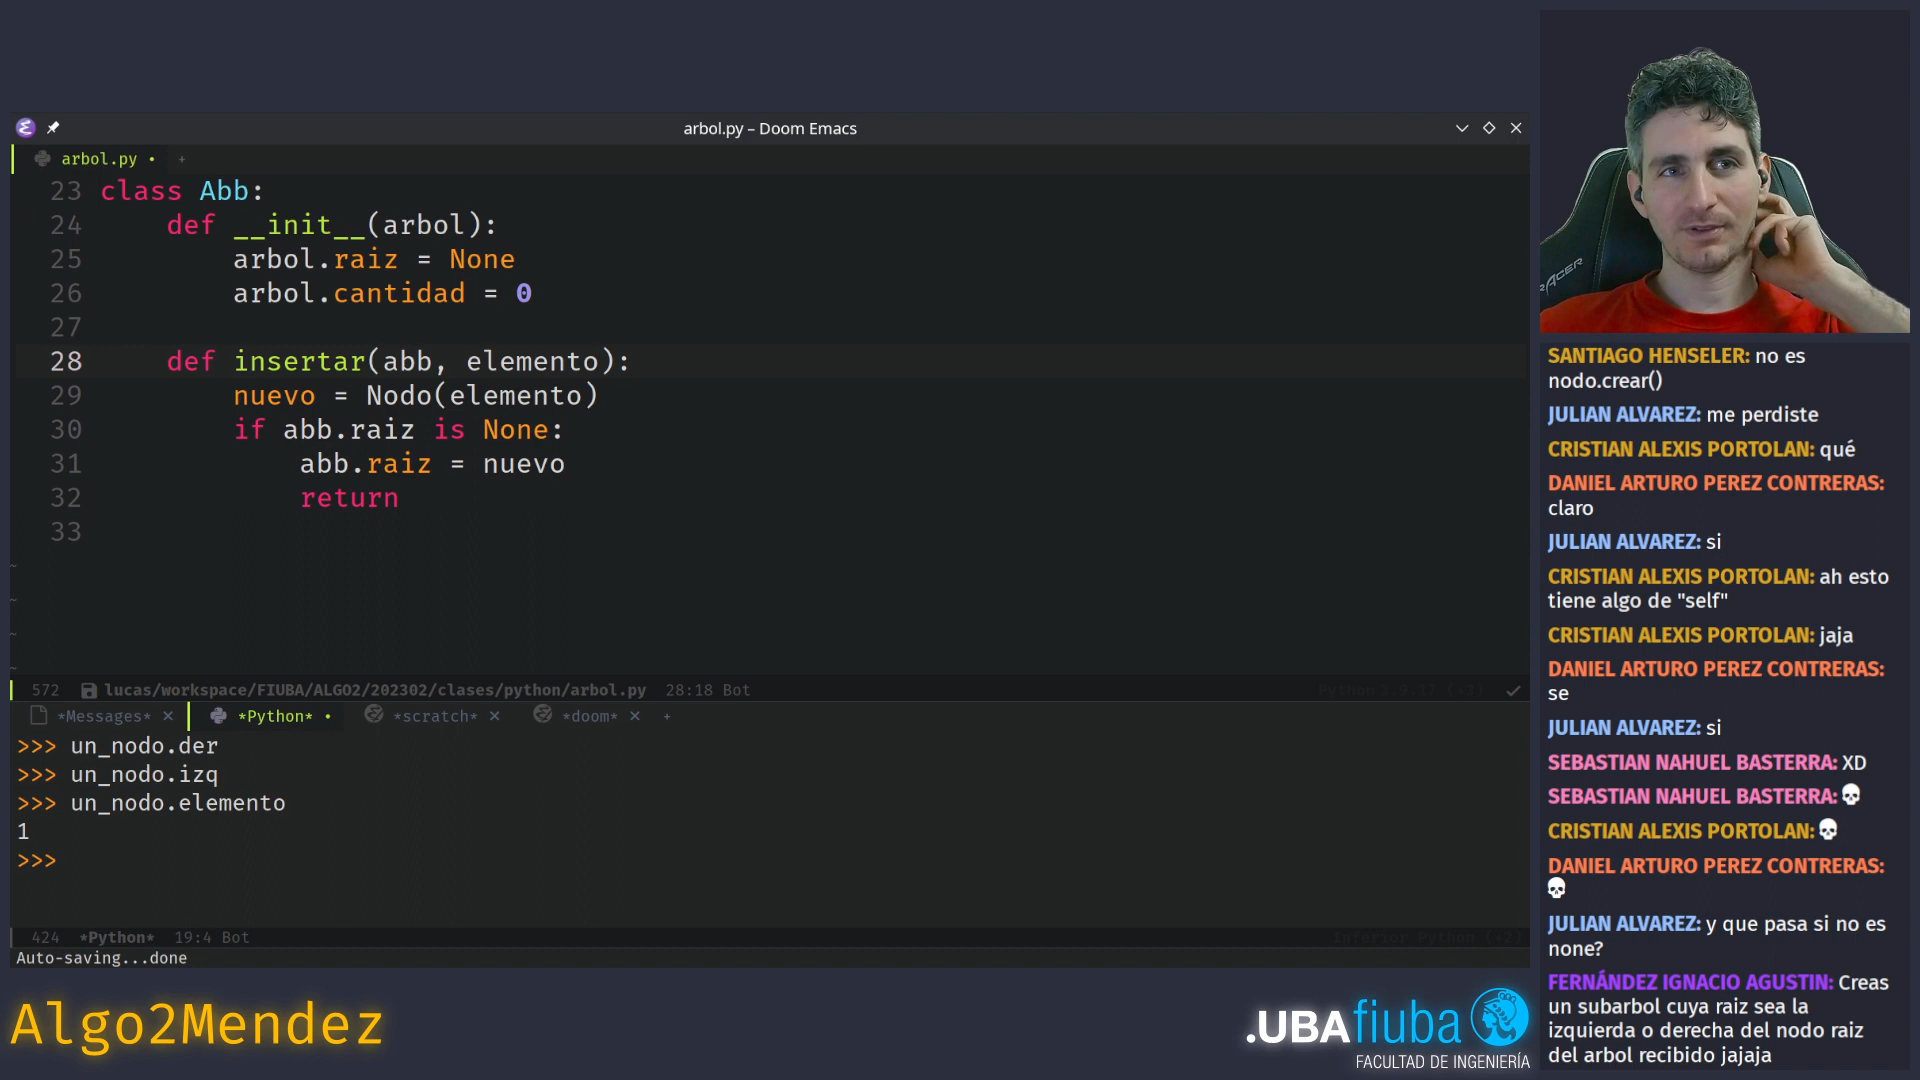 arbol.py – Doom Emacs
arbol.py • +
23 class Abb:
24 def __init__(arbol):
25 arbol.raiz = None
26 arbol.cantidad = 0
27
28 def insertar(abb, elemento):
29 nuevo = Nodo(elemento)
30 if abb.raiz is None:
31 abb.raiz = nuevo
32 return
33
~
~
~
~
572 lucas/workspace/FIUBA/ALGO2/202302/clases/python/arbol.py 28:18 Bot
*Messages* × *Python* • *scratch* × *doom* × +
>>> un_nodo.der
>>> un_nodo.izq
>>> un_nodo.elemento
1
>>>
424 *Python* 19:4 Bot Inferior Python (+2)
Auto-saving...done
Algo2Mendez
.UBAfiuba
FACULTAD DE INGENIERÍA
ACER
SANTIAGO HENSELER: no es
nodo.crear()
JULIAN ALVAREZ: me perdiste
CRISTIAN ALEXIS PORTOLAN: qué
DANIEL ARTURO PEREZ CONTRERAS:
claro
JULIAN ALVAREZ: si
CRISTIAN ALEXIS PORTOLAN: ah esto
tiene algo de "self"
CRISTIAN ALEXIS PORTOLAN: jaja
DANIEL ARTURO PEREZ CONTRERAS:
se
JULIAN ALVAREZ: si
SEBASTIAN NAHUEL BASTERRA: XD
SEBASTIAN NAHUEL BASTERRA: 💀
CRISTIAN ALEXIS PORTOLAN: 💀
DANIEL ARTURO PEREZ CONTRERAS:
💀
JULIAN ALVAREZ: y que pasa si no es
none?
FERNÁNDEZ IGNACIO AGUSTIN: Creas
un subarbol cuya raiz sea la
izquierda o derecha del nodo raiz
del arbol recibido jajaja